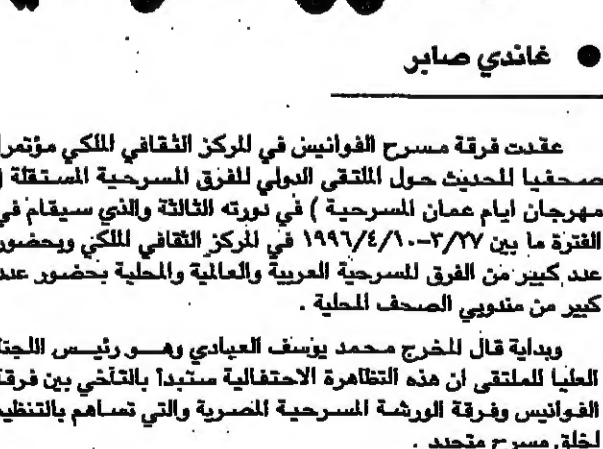 ● غاندي صابر
عقدت فرقة مسرح الفوانيس في المركز الثقافي الملكي مؤتمرا
صحفيا للحديث حول الملتقى الدولي للفرق المسرحية المستقلة (
مهرجان ايام عمان المسرحية ) في دورته الثالثة والذي سيقام في
الفترة ما بين ٣/٢٧-١٩٩٦/٤/١٠ في المركز الثقافي الملكي وبحضور
عدد كبير من الفرق المسرحية العربية والعالمية والمحلية بحضور عدد
كبير من مندوبي الصحف المحلية .
وبداية قال المخرج محمد يوسف العبادي وهو رئيس اللجنة
العليا للملتقى ان هذه التظاهرة الاحتفالية ستبدأ بالتآخي بين فرقة
الفوانيس وفرقة الورشة المسرحية المصرية والتي تساهم بالتنظيم
لخلق مسرح متجدد .